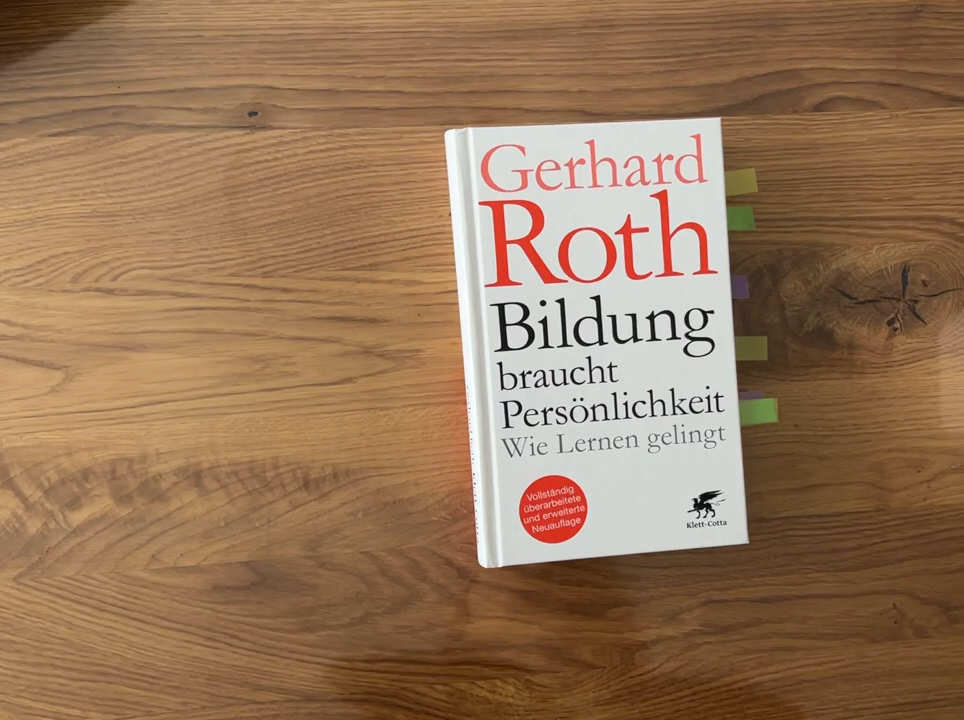 Gerhard
Roth
Bildung
braucht
Persönlichkeit
Wie Lernen gelingt
Vollständig
überarbeitete
und erweiterte
Neuauflage
Klett-Cotta